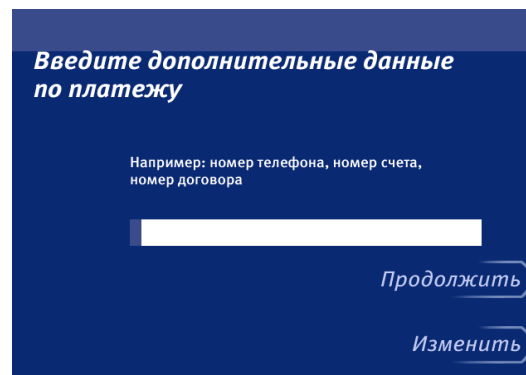 Введите дополнительные данные
по платежу
Например: номер телефона, номер счета,
номер договора
Продолжить
Изменить